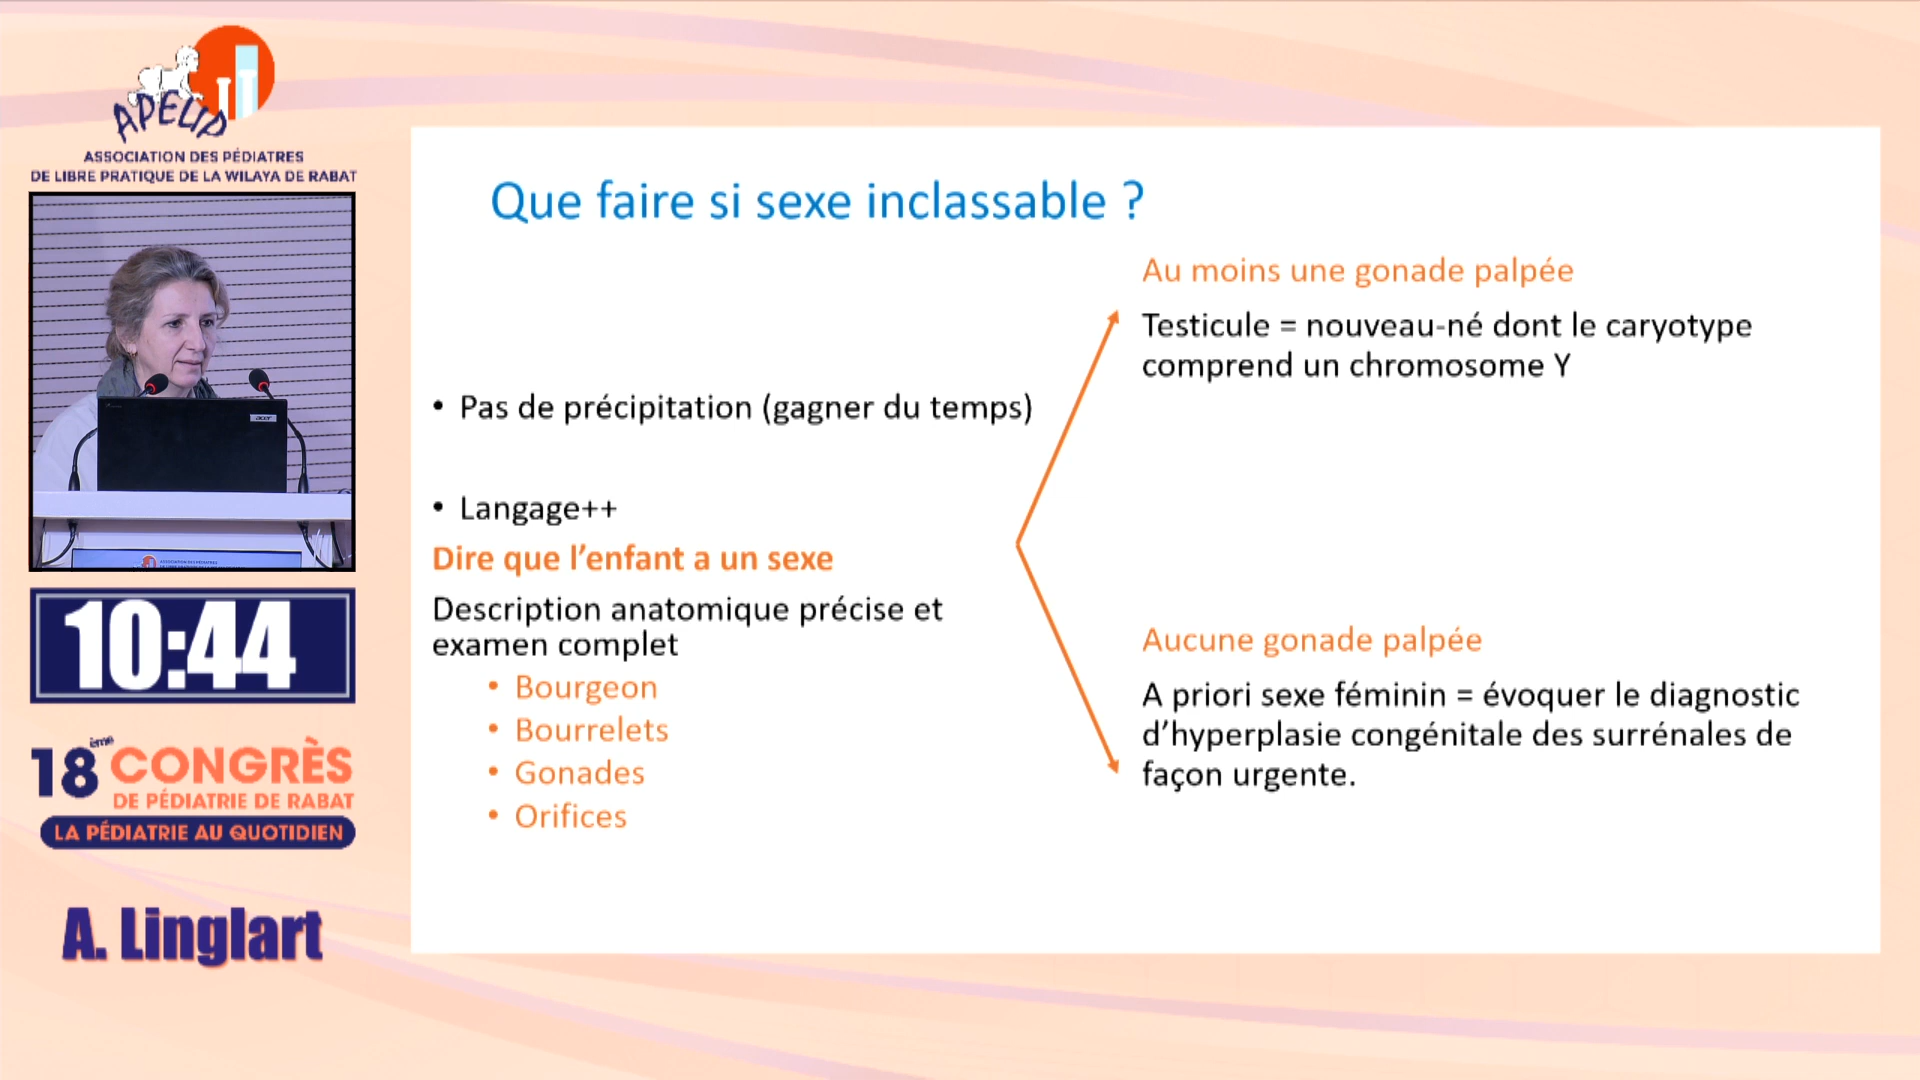 APELIP
ASSOCIATION DES PÉDIATRES
DE LIBRE PRATIQUE DE LA WILAYA DE RABAT
acer
10:44
18ème CONGRÈS
DE PÉDIATRIE DE RABAT
LA PÉDIATRIE AU QUOTIDIEN
A. Linglart
Que faire si sexe inclassable ?
• Pas de précipitation (gagner du temps)
• Langage++
Dire que l’enfant a un sexe
Description anatomique précise et
examen complet
• Bourgeon
• Bourrelets
• Gonades
• Orifices
Au moins une gonade palpée
Testicule = nouveau-né dont le caryotype
comprend un chromosome Y
Aucune gonade palpée
A priori sexe féminin = évoquer le diagnostic
d’hyperplasie congénitale des surrénales de
façon urgente.